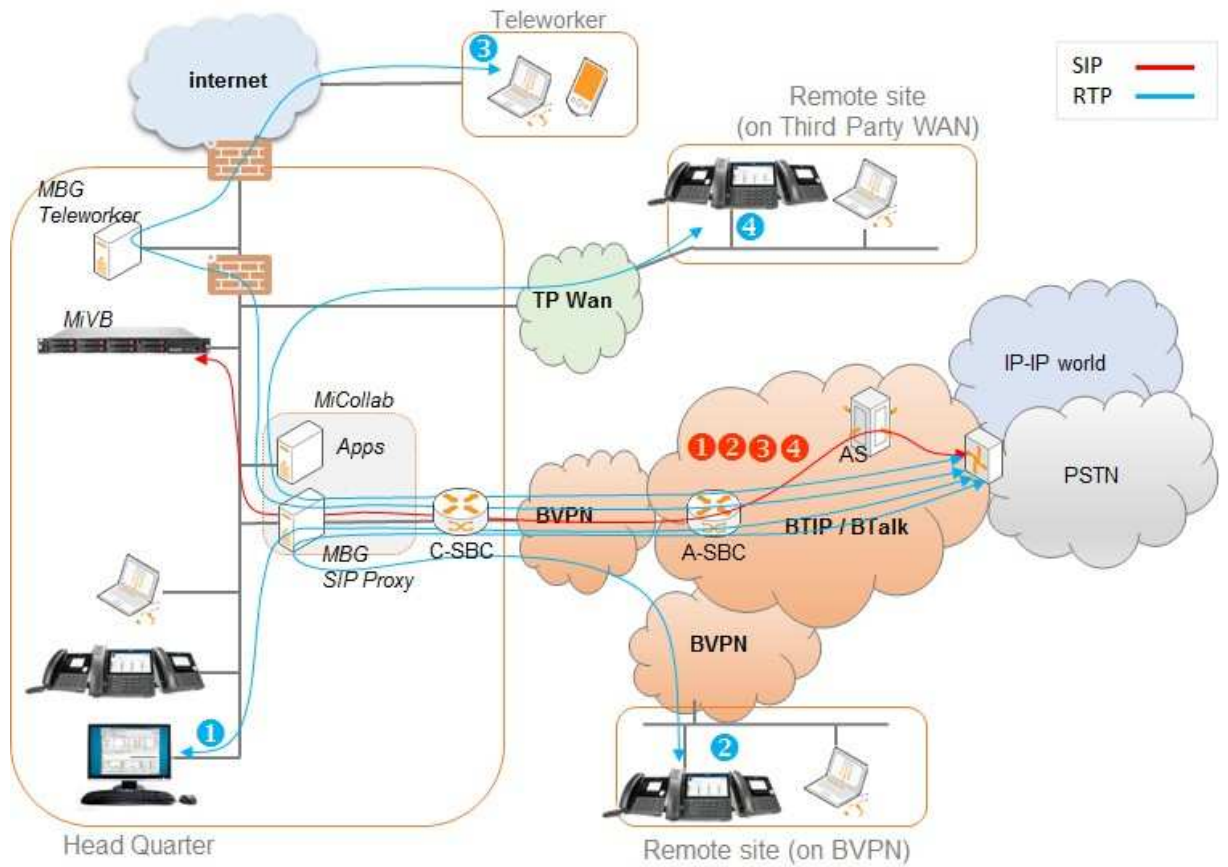 Teleworker
3
internet
SIP
RTP
Remote site
(on Third Party WAN)
MBG
Teleworker
4
TP Wan
MiVB
IP-IP world
MiCollab
Apps
1 2 3 4
AS
PSTN
BVPN
BTIP / BTalk
C-SBC
A-SBC
MBG
SIP Proxy
BVPN
1
2
Head Quarter
Remote site (on BVPN)